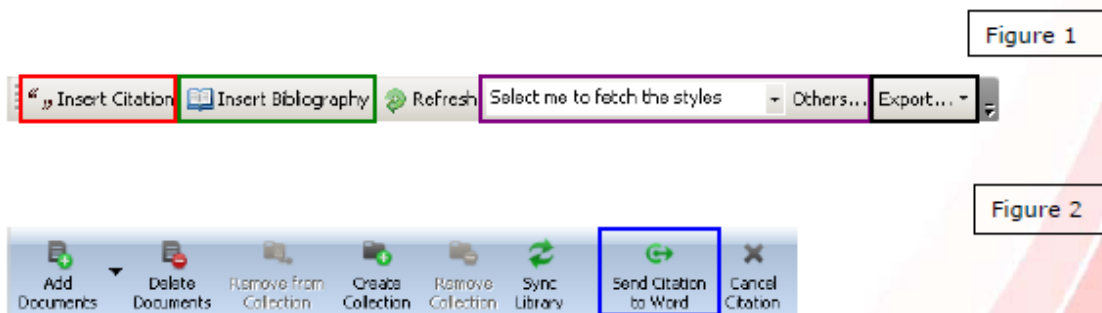 Figure 1
“ „ Insert Citation Insert Bibliography Refresh Select me to fetch the styles Others... Export...
Figure 2
Add Documents Delete Documents Remove from Collection Create Collection Remove Collection Sync Library Send Citation to Word Cancel Citation